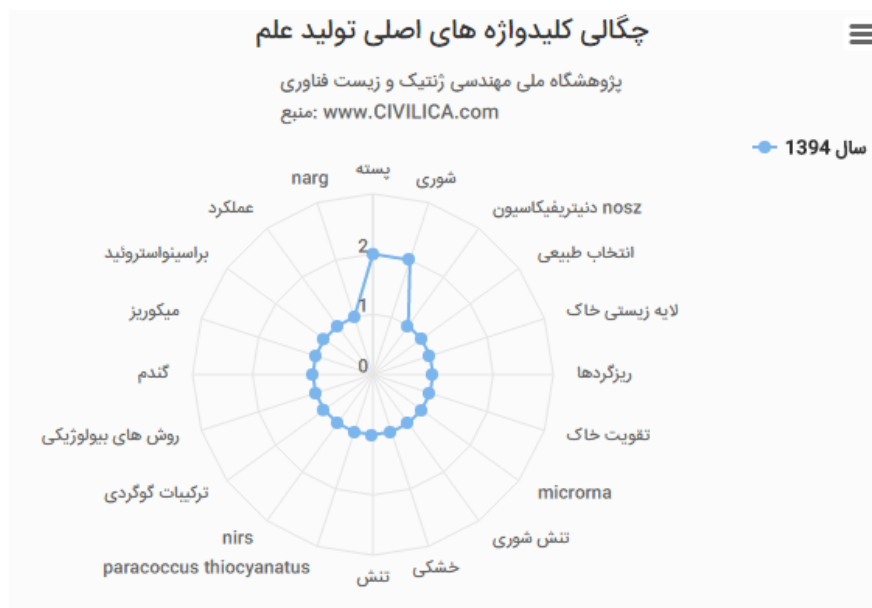 چگالی کلیدواژه های اصلی تولید علم
پژوهشگاه ملی مهندسی ژنتیک و زیست فناوری
منبع: www.CIVILICA.com
سال 1394
پسته
شوری
دنیتریفیکاسیون nosz
انتخاب طبیعی
لایه زیستی خاک
ریزگردها
تقویت خاک
microrna
تنش شوری
خشکی
تنش
paracoccus thiocyanatus
nirs
ترکیبات گوگردی
روش های بیولوژیکی
گندم
میکوریز
براسینواستروئید
عملکرد
narg
2
1
0